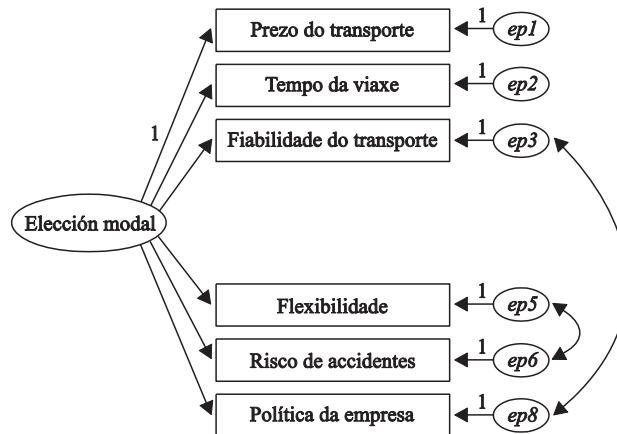 Prezo do transporte
1
ep1
Tempo da viaxe
1
ep2
1
Fiabilidade do transporte
1
ep3
Elección modal
Flexibilidade
1
ep5
Risco de accidentes
1
ep6
Política da empresa
1
ep8